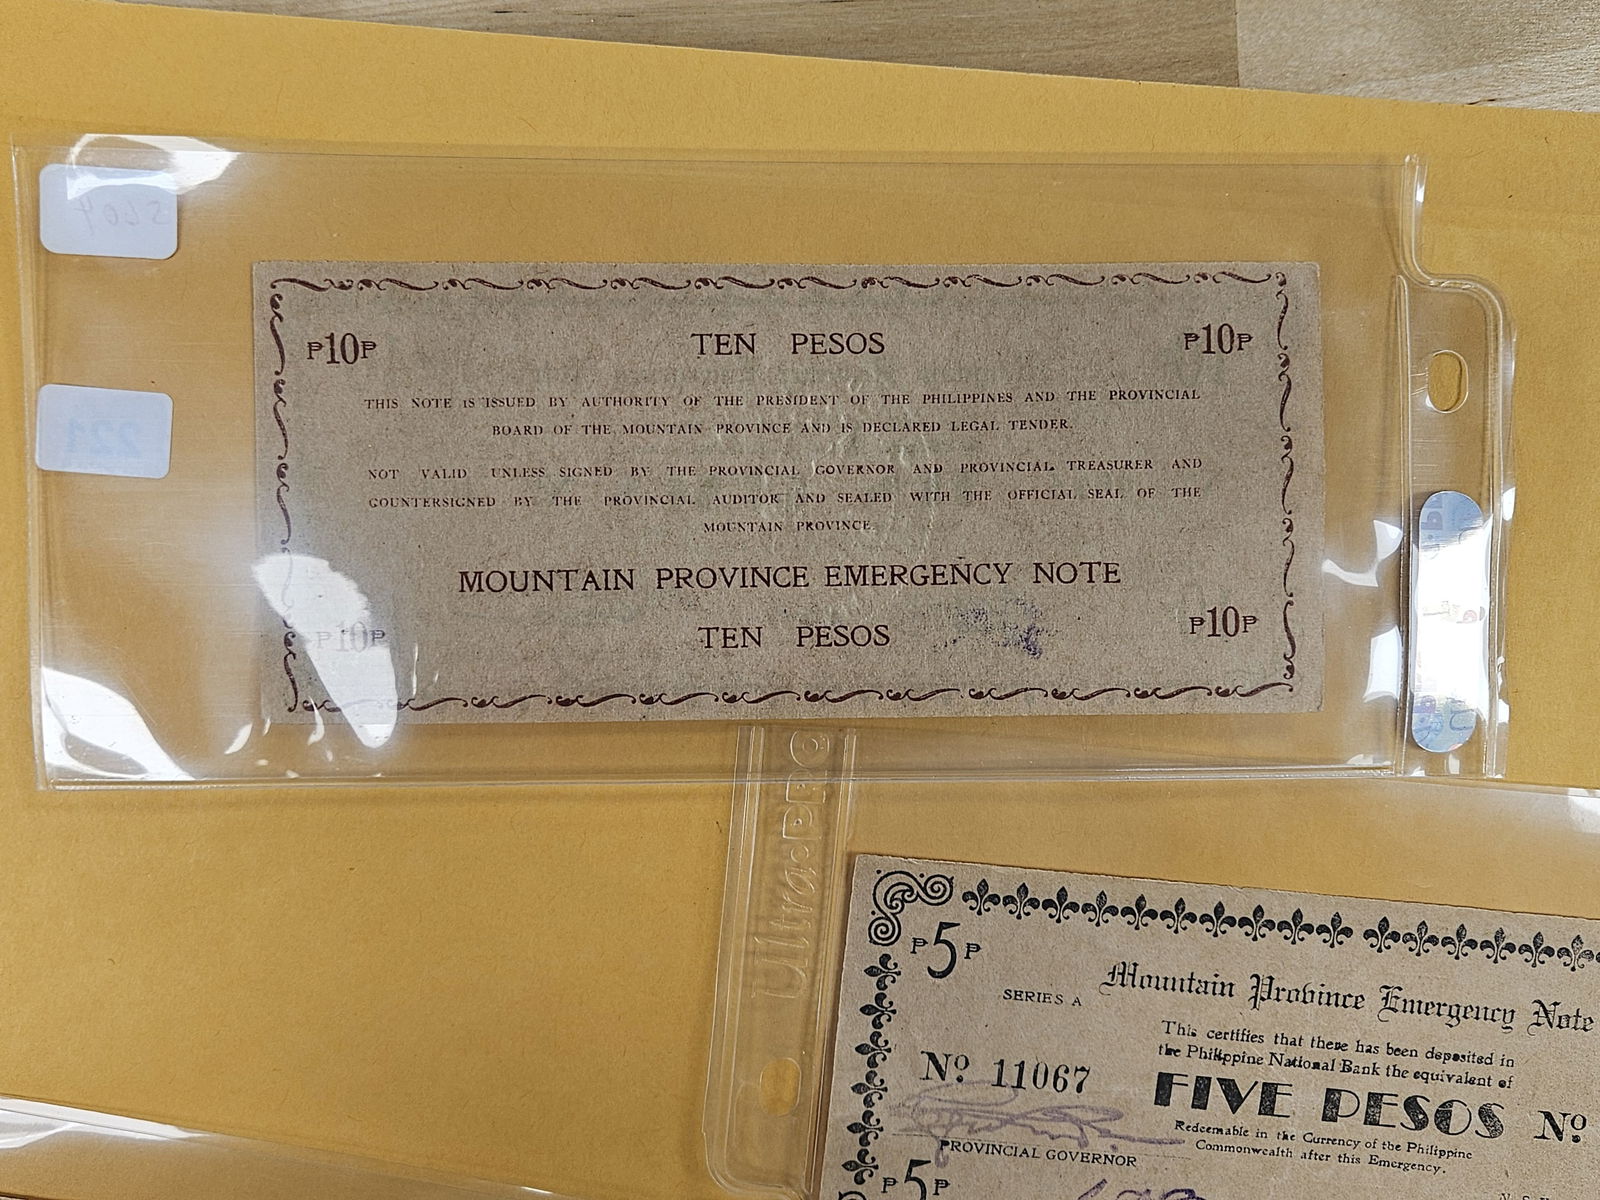 ₱10₱ TEN PESOS ₱10₱
THIS NOTE IS ISSUED BY AUTHORITY OF THE PRESIDENT OF THE PHILIPPINES AND THE PROVINCIAL
BOARD OF THE MOUNTAIN PROVINCE AND IS DECLARED LEGAL TENDER.
NOT VALID UNLESS SIGNED BY THE PROVINCIAL GOVERNOR AND PROVINCIAL TREASURER AND
COUNTERSIGNED BY THE PROVINCIAL AUDITOR AND SEALED WITH THE OFFICIAL SEAL OF THE
MOUNTAIN PROVINCE.
MOUNTAIN PROVINCE EMERGENCY NOTE
₱10₱ TEN PESOS ₱10₱
221
Ultra•PRO
₱5₱
SERIES A
Mountain Province Emergency Note
This certifies that there has been deposited in
the Philippine National Bank the equivalent of
Nº 11067
FIVE PESOS Nº
Redeemable in the Currency of the Philippine
Commonwealth after this Emergency.
PROVINCIAL GOVERNOR
₱5₱